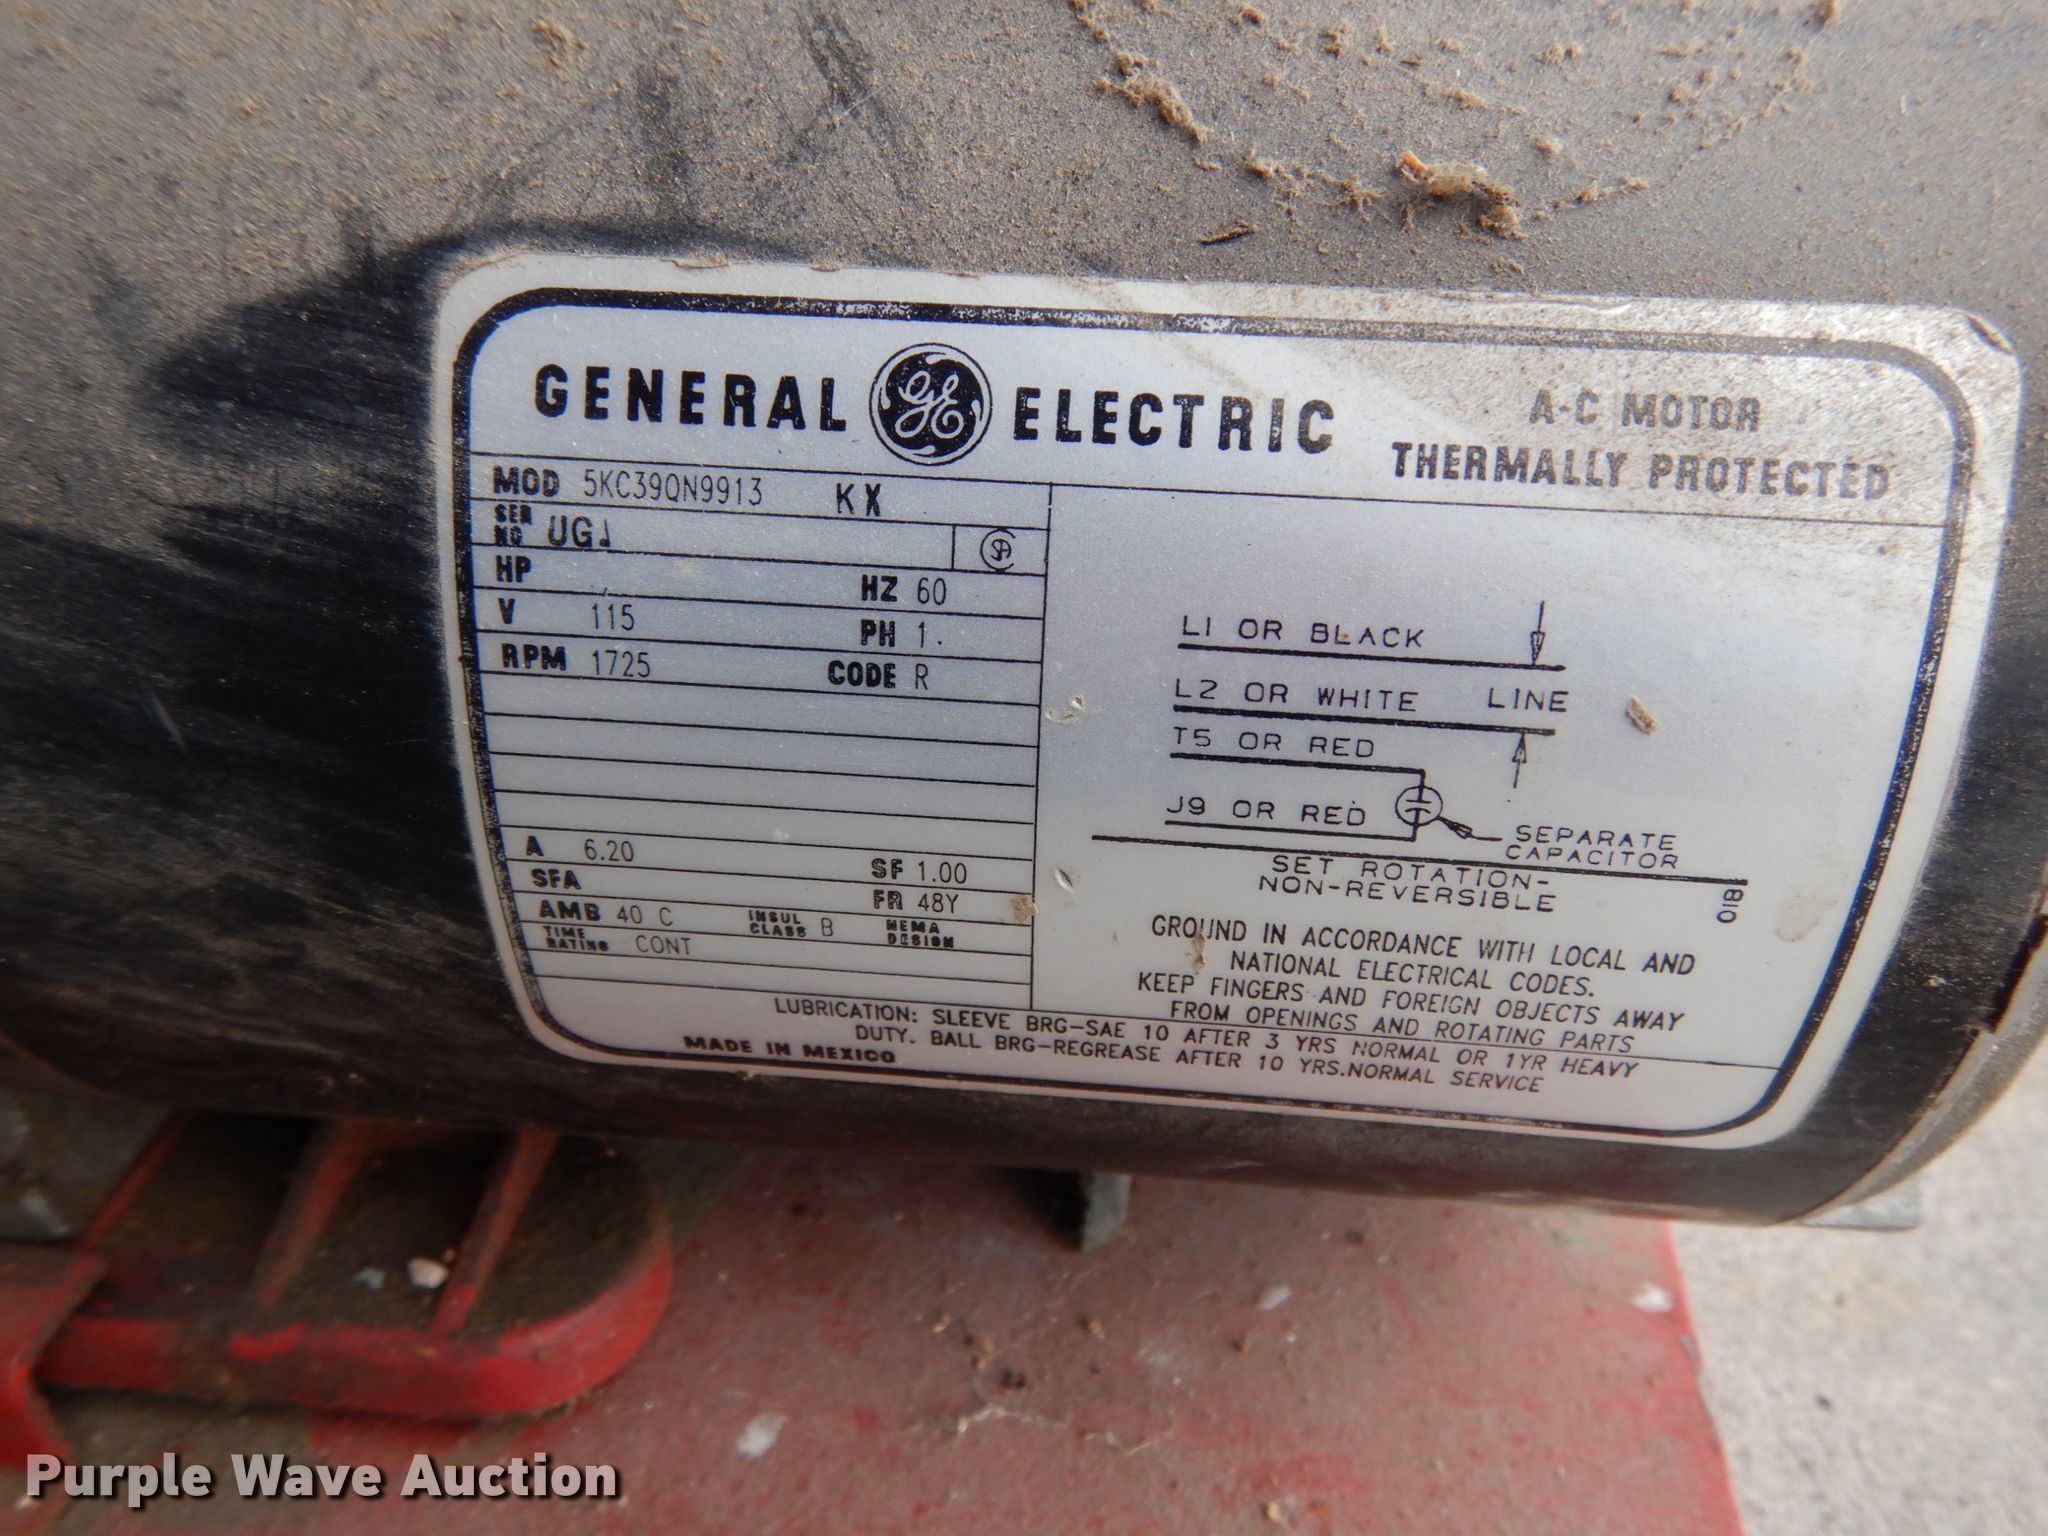 GENERAL GE ELECTRIC
A-C MOTOR
THERMALLY PROTECTED
MOD 5KC39QN9913 KX
SER NO UGJ SA
HP HZ 60
V 115 PH 1.
RPM 1725 CODE R
A 6.20 SF 1.00
SFA FR 48Y
AMB 40 C INSUL CLASS B NEMA DESIGN
TIME RATING CONT
L1 OR BLACK
L2 OR WHITE LINE
T5 OR RED
J9 OR RED
SEPARATE
CAPACITOR
SET ROTATION-
NON-REVERSIBLE
018
GROUND IN ACCORDANCE WITH LOCAL AND
NATIONAL ELECTRICAL CODES.
KEEP FINGERS AND FOREIGN OBJECTS AWAY
FROM OPENINGS AND ROTATING PARTS
LUBRICATION: SLEEVE BRG-SAE 10 AFTER 3 YRS NORMAL OR 1YR HEAVY
DUTY. BALL BRG-REGREASE AFTER 10 YRS.NORMAL SERVICE
MADE IN MEXICO
Purple Wave Auction